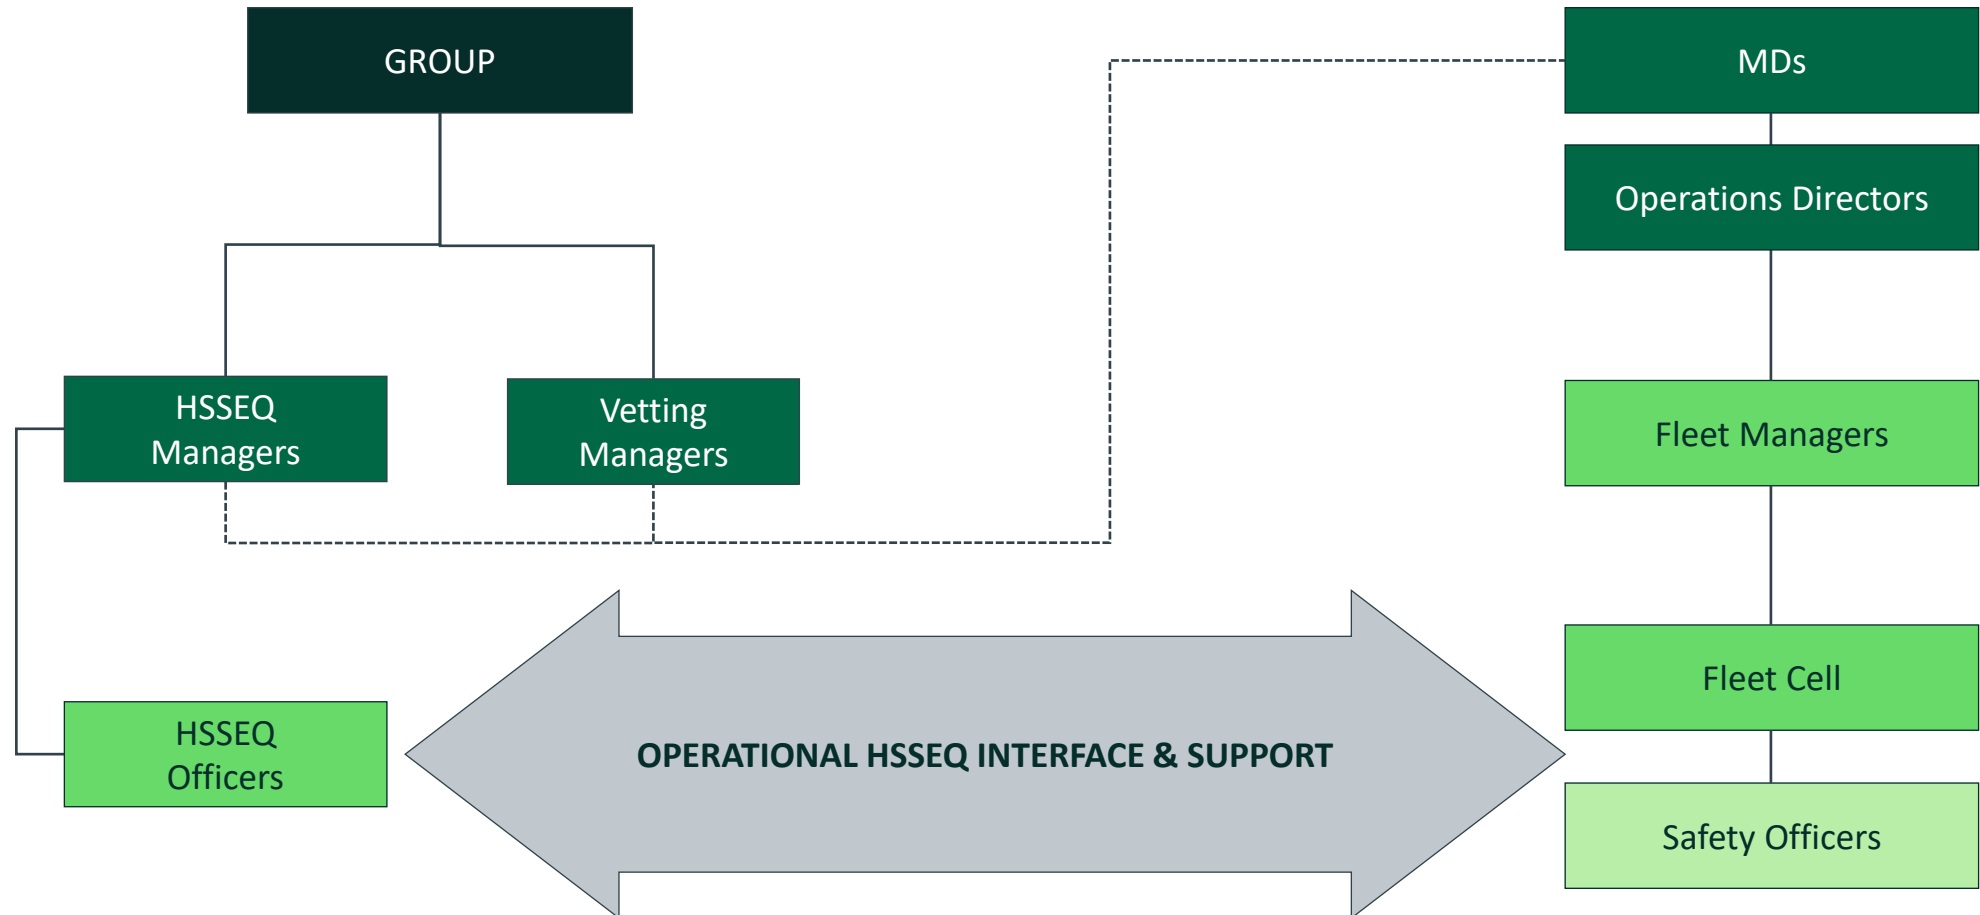 GROUP
MDs
Operations Directors
HSSEQ
Managers
Vetting
Managers
Fleet Managers
Fleet Cell
HSSEQ
Officers
OPERATIONAL HSSEQ INTERFACE & SUPPORT
Safety Officers